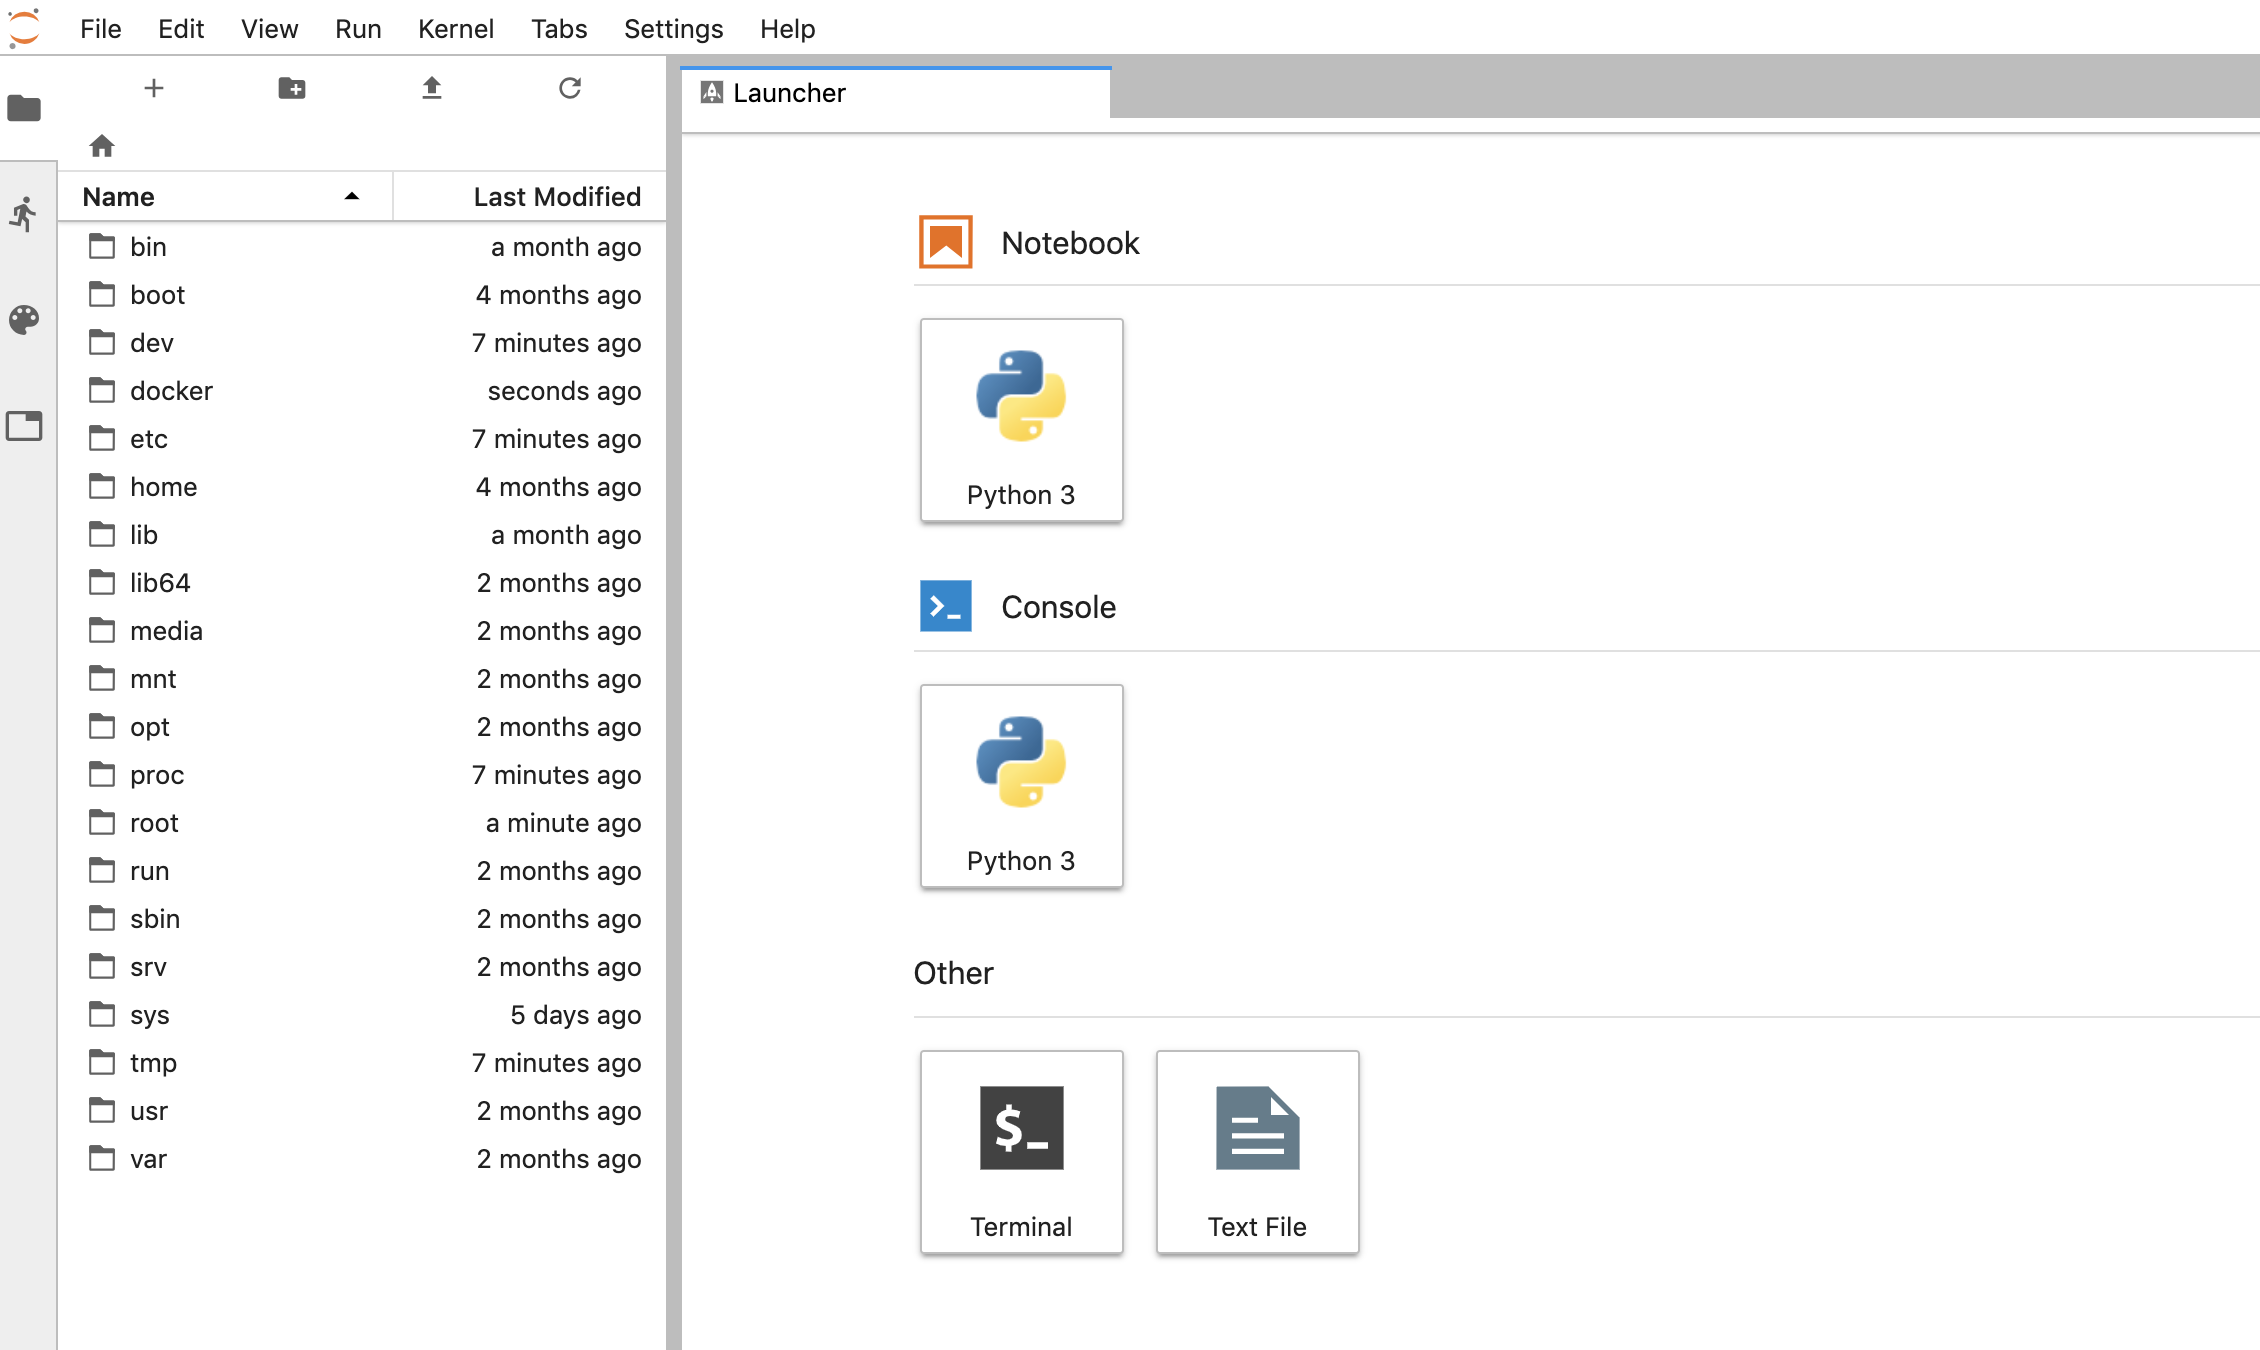 File Edit View Run Kernel Tabs Settings Help
Launcher
Name Last Modified
bin a month ago
boot 4 months ago
dev 7 minutes ago
docker seconds ago
etc 7 minutes ago
home 4 months ago
lib a month ago
lib64 2 months ago
media 2 months ago
mnt 2 months ago
opt 2 months ago
proc 7 minutes ago
root a minute ago
run 2 months ago
sbin 2 months ago
srv 2 months ago
sys 5 days ago
tmp 7 minutes ago
usr 2 months ago
var 2 months ago
Notebook
Python 3
Console
Python 3
Other
$_
Terminal
Text File